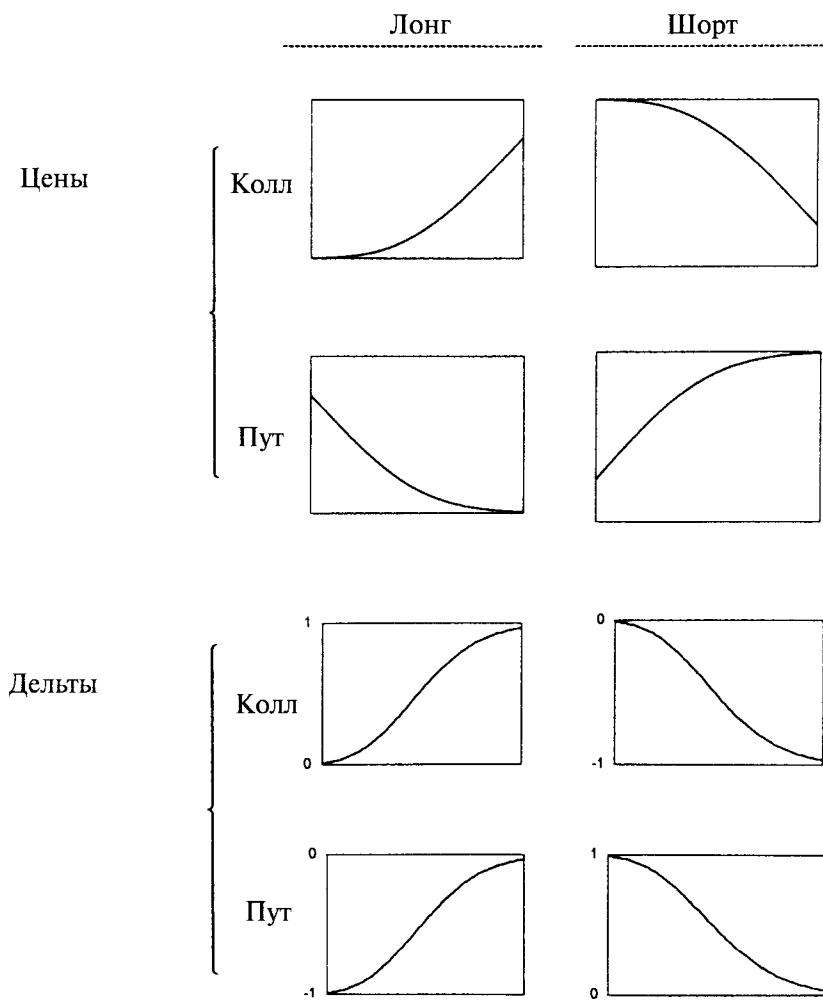 Лонг Шорт
Цены
Колл
Пут
1 0
Дельты
Колл
0 -1
0 1
Пут
-1 0